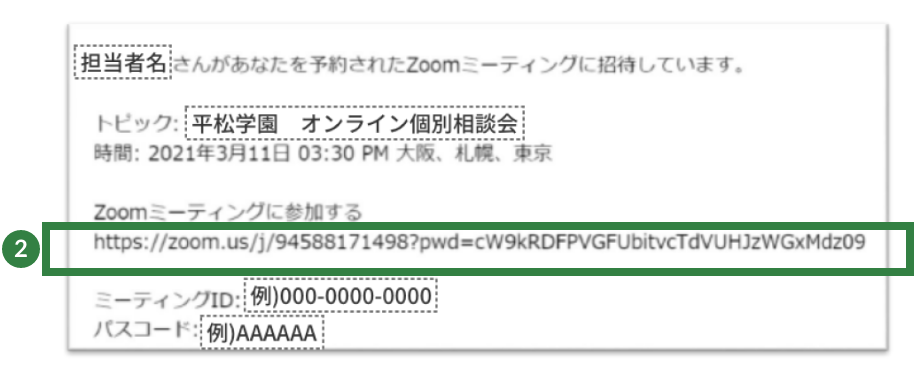 担当者名さんがあなたを予約されたZoomミーティングに招待しています。
トピック: 平松学園 オンライン個別相談会
時間: 2021年3月11日 03:30 PM 大阪、札幌、東京
Zoomミーティングに参加する
2
https://zoom.us/j/94588171498?pwd=cW9kRDFPVGFUbitvcTdVUHJzWGxMdz09
ミーティングID: 例)000-0000-0000
パスコード: 例)AAAAAA